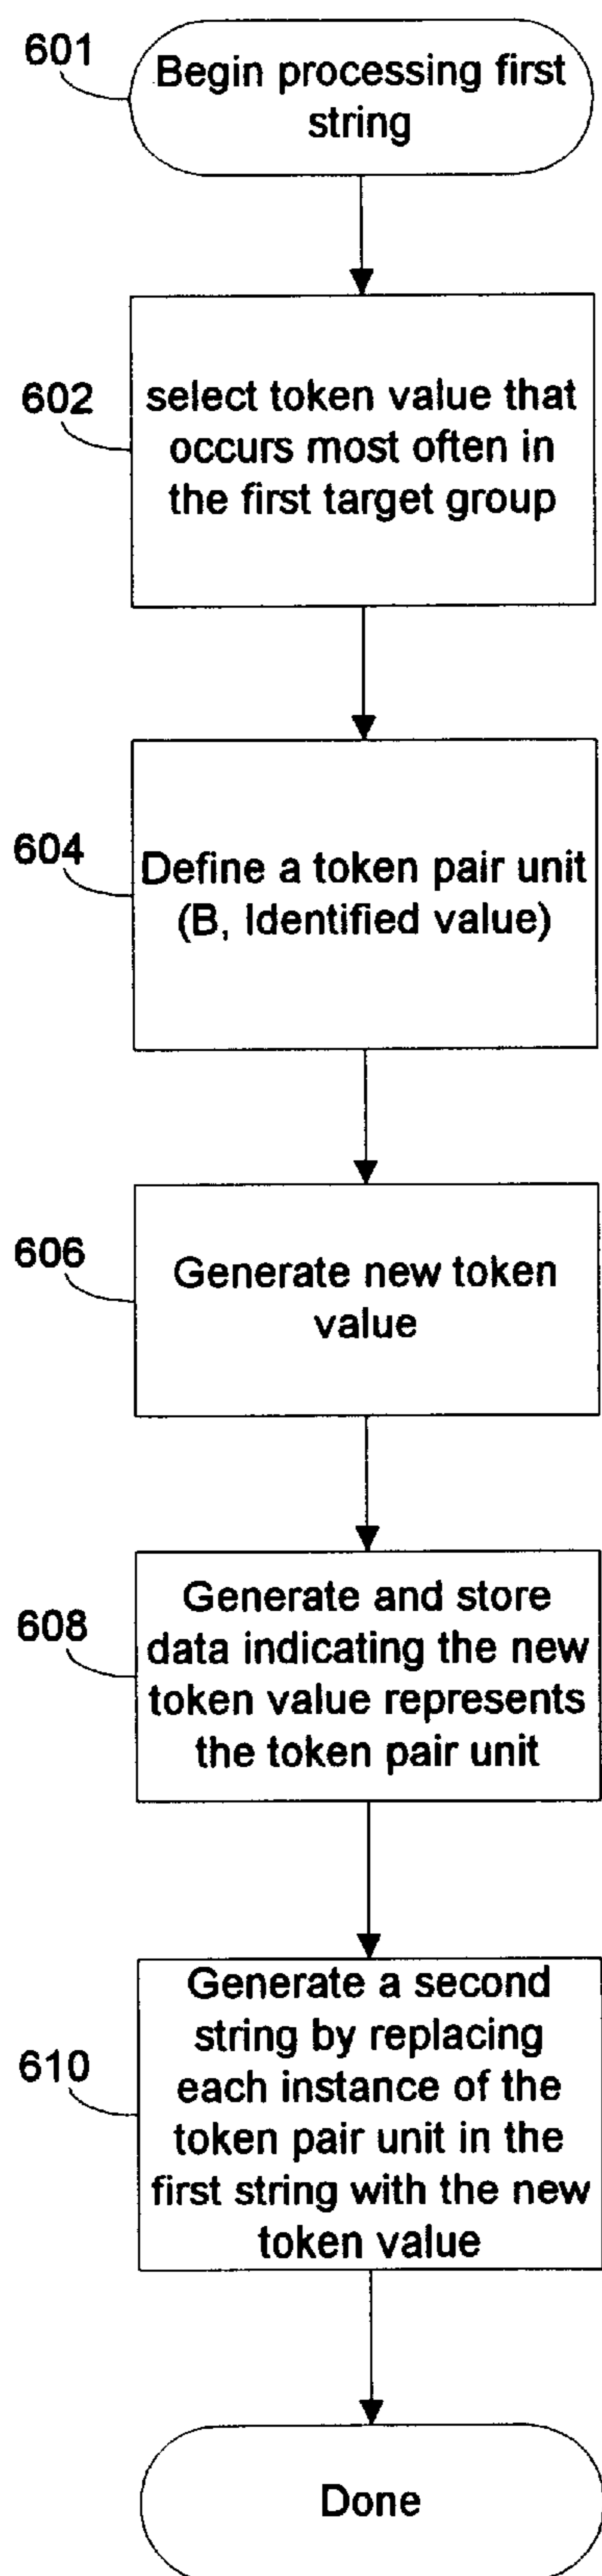 601
Begin processing first
string
602
select token value that
occurs most often in
the first target group
604
Define a token pair unit
(B, Identified value)
606
Generate new token
value
608
Generate and store
data indicating the new
token value represents
the token pair unit
610
Generate a second
string by replacing
each instance of the
token pair unit in the
first string with the new
token value
Done